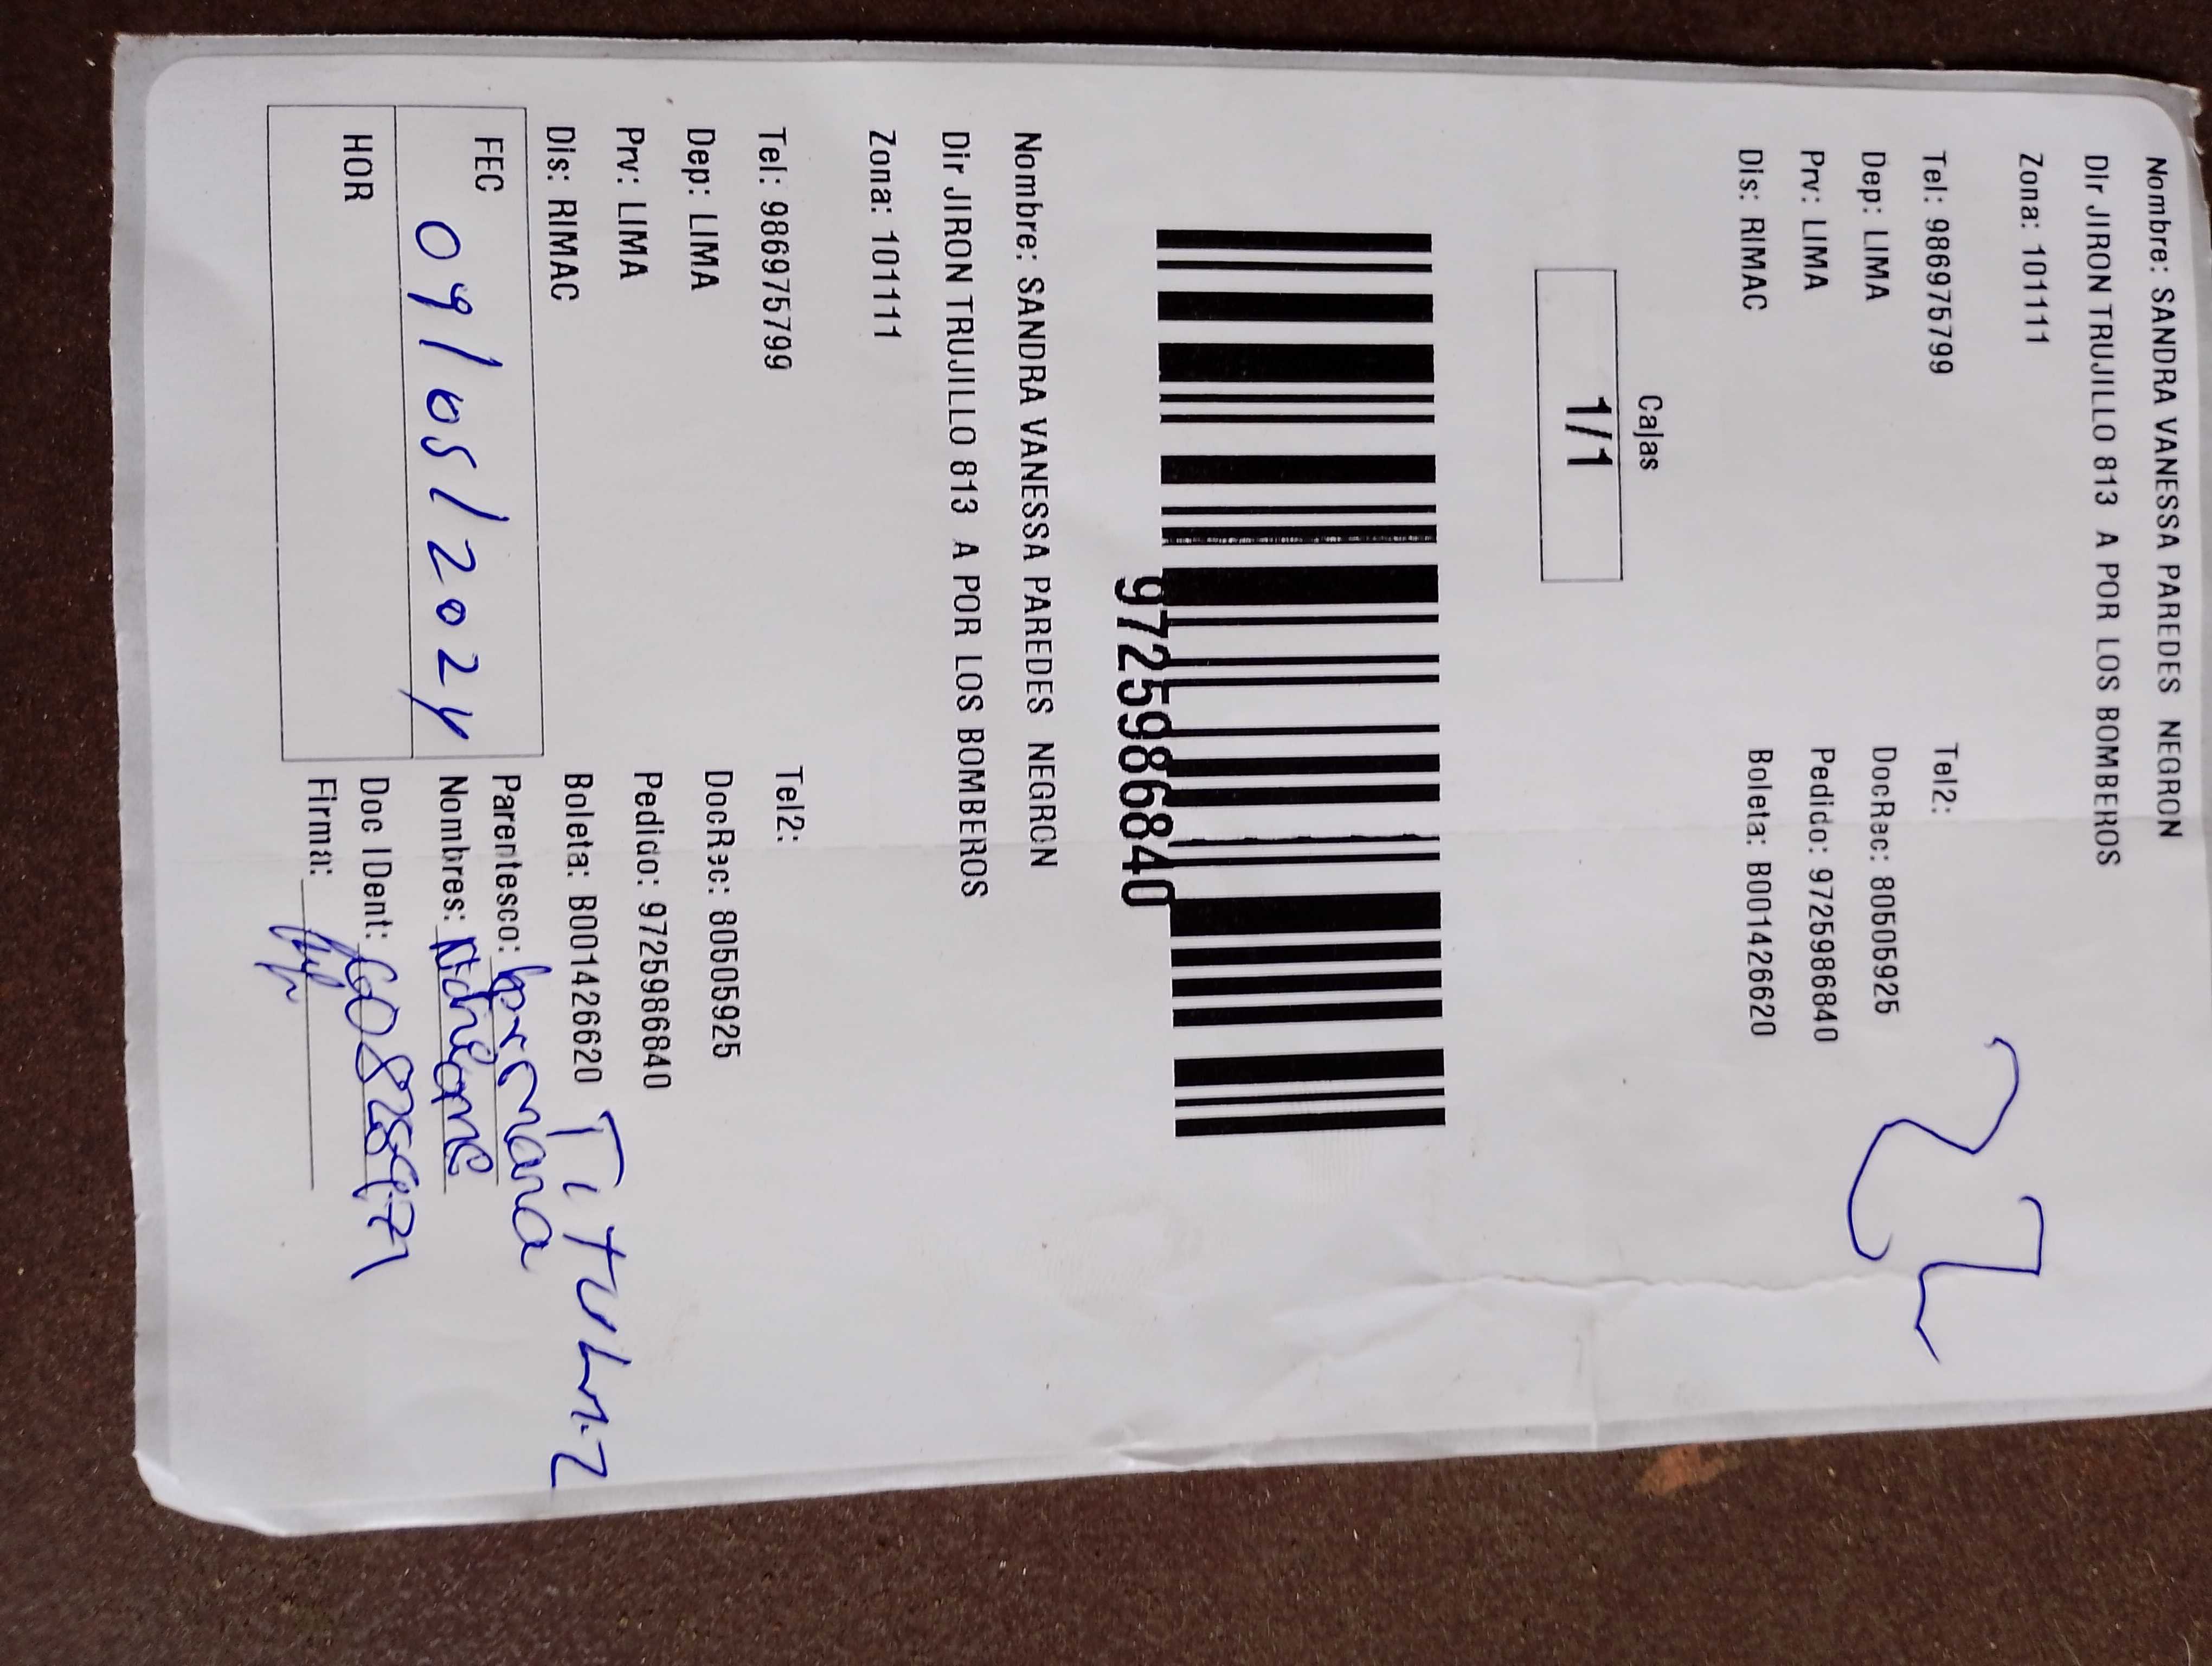 Nombre: SANDRA VANESSA PAREDES NEGRON
Dir JIRON TRUJILLO 813 A POR LOS BOMBEROS
Zona: 101111
Tel: 986975799 Tel2:
Dep: LIMA DocRec: 80505925
Prv: LIMA Pedido: 9725986840
Dis: RIMAC Boleta: B001426620
Cajas
1/1
9725986840
Nombre: SANDRA VANESSA PAREDES NEGRON
Dir JIRON TRUJILLO 813 A POR LOS BOMBEROS
Zona: 101111
Tel: 986975799 Tel2:
Dep: LIMA DocRec: 80505925
Prv: LIMA Pedido: 9725986840
Dis: RIMAC Boleta: B001426620
FEC 09/05/2024 Parentesco: hermana
Nombres:
HOR Doc IDent:
Firma: